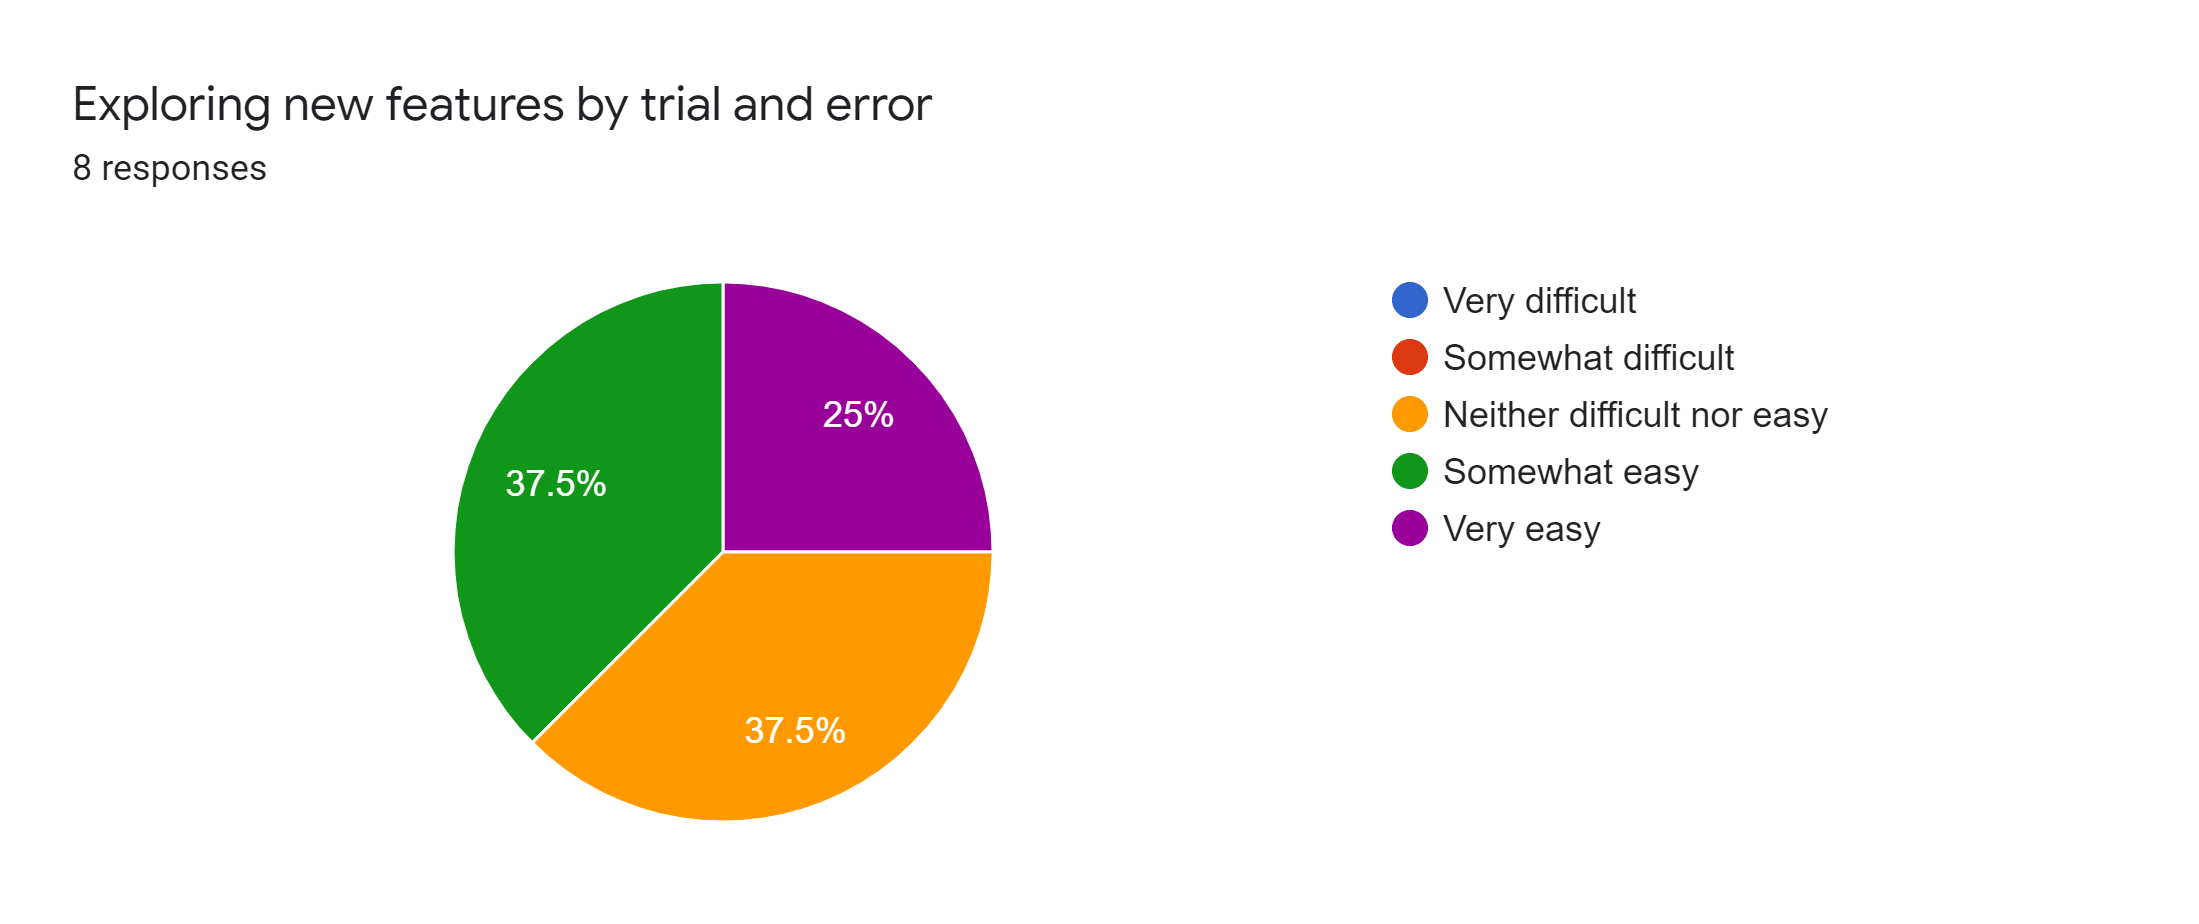 Exploring new features by trial and error
8 responses
25%
37.5%
37.5%
Very difficult
Somewhat difficult
Neither difficult nor easy
Somewhat easy
Very easy